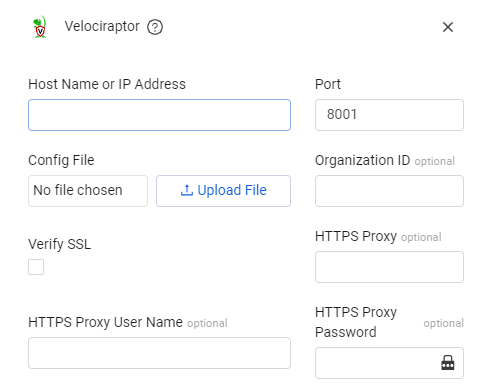 Velociraptor
Host Name or IP Address
Port
8001
Config File
No file chosen
Upload File
Organization ID optional
Verify SSL
HTTPS Proxy optional
HTTPS Proxy User Name optional
HTTPS Proxy
Password
optional